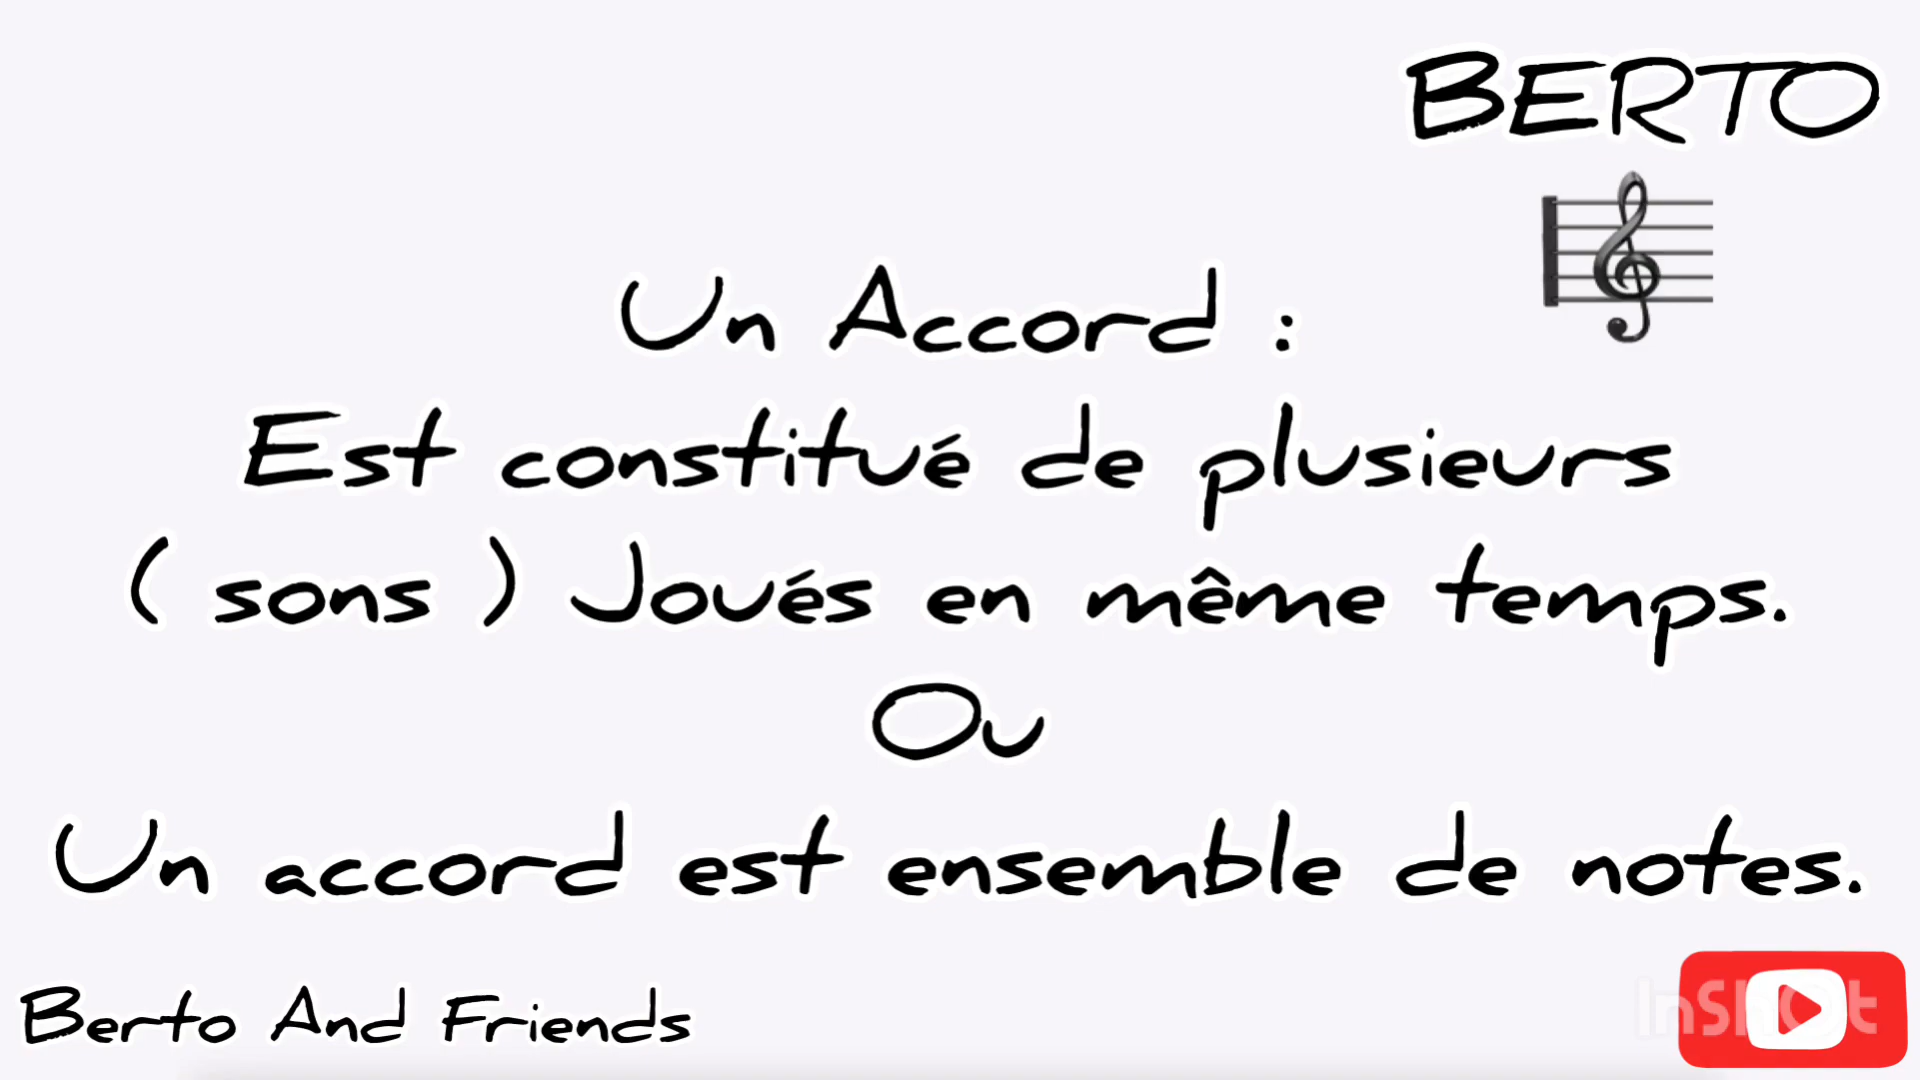 BERTO
Un Accord :
Est constitué de plusieurs
( sons ) Joués en même temps.
Ou
Un accord est ensemble de notes.
Berto And Friends
InShOt